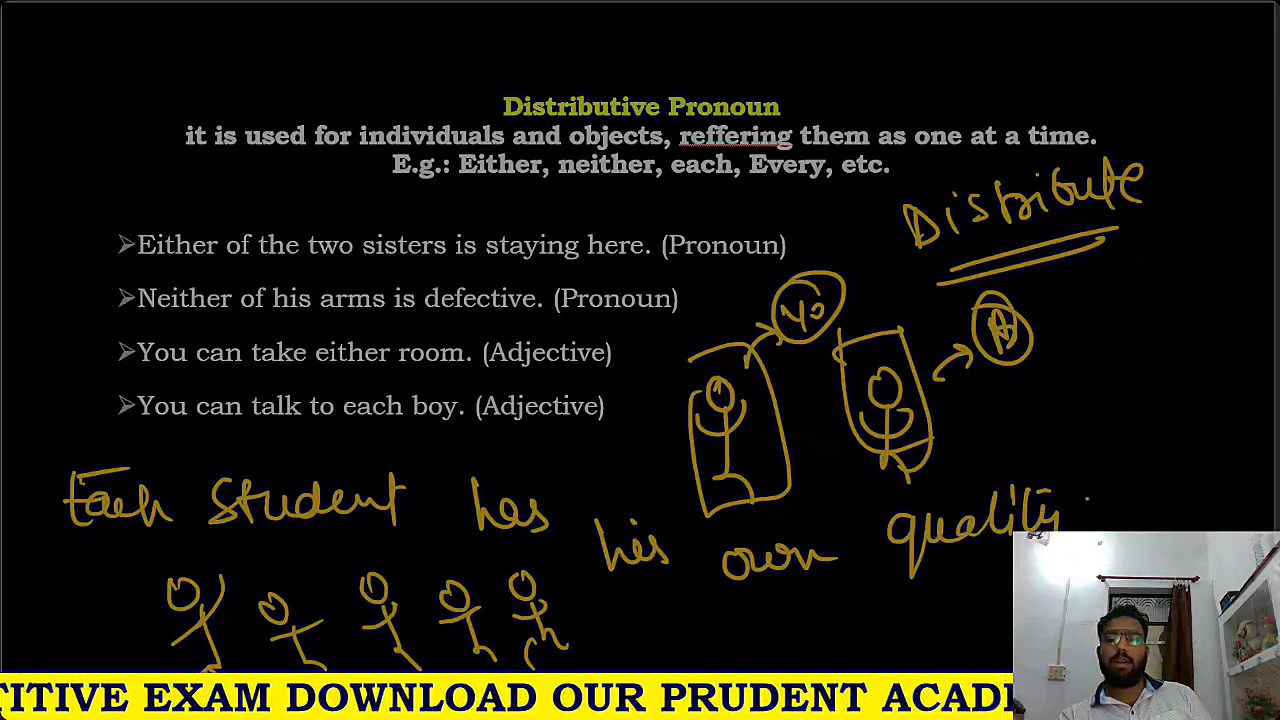 Distributive Pronoun
it is used for individuals and objects, reffering them as one at a time.
E.g.: Either, neither, each, Every, etc.
Distribute
➢Either of the two sisters is staying here. (Pronoun)
➢Neither of his arms is defective. (Pronoun)
➢You can take either room. (Adjective)
➢You can talk to each boy. (Adjective)
Each student has his own quality.
TITIVE EXAM DOWNLOAD OUR PRUDENT ACAD